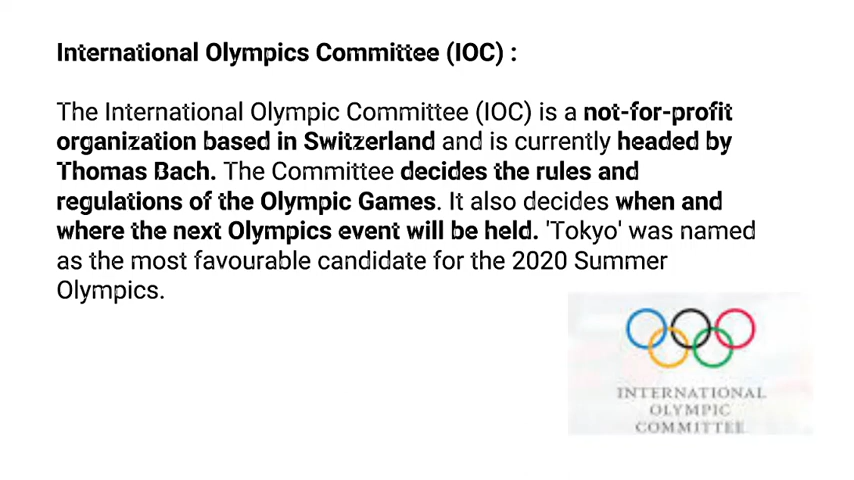 International Olympics Committee (IOC) :
The International Olympic Committee (IOC) is a not-for-profit
organization based in Switzerland and is currently headed by
Thomas Bach. The Committee decides the rules and
regulations of the Olympic Games. It also decides when and
where the next Olympics event will be held. 'Tokyo' was named
as the most favourable candidate for the 2020 Summer
Olympics.
INTERNATIONAL
OLYMPIC
COMMITTEE